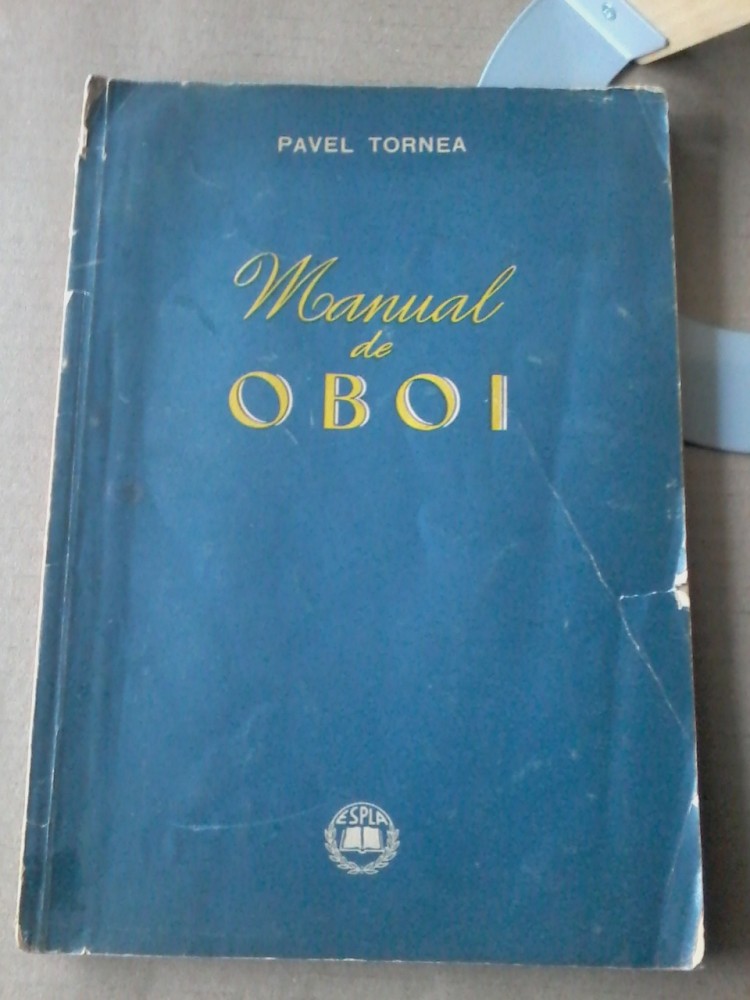 PAVEL TORNEA
Manual
de
OBOI
ESPLA